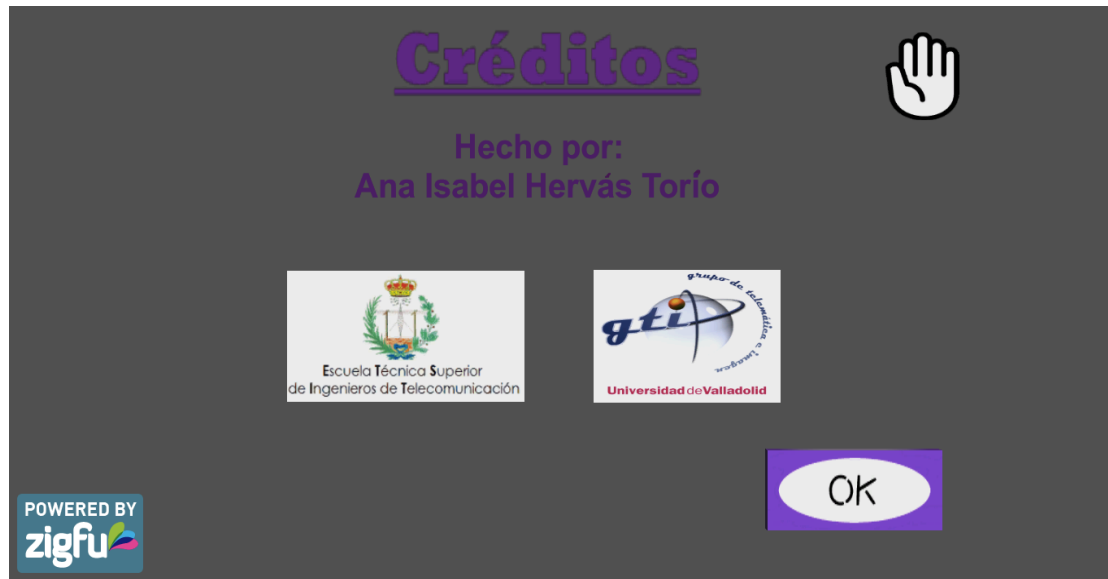 Créditos
Hecho por:
Ana Isabel Hervás Torío
grupo de telemática e imagen
gti
Escuela Técnica Superior
de Ingenieros de Telecomunicación
Universidad de Valladolid
OK
POWERED BY
zigfu